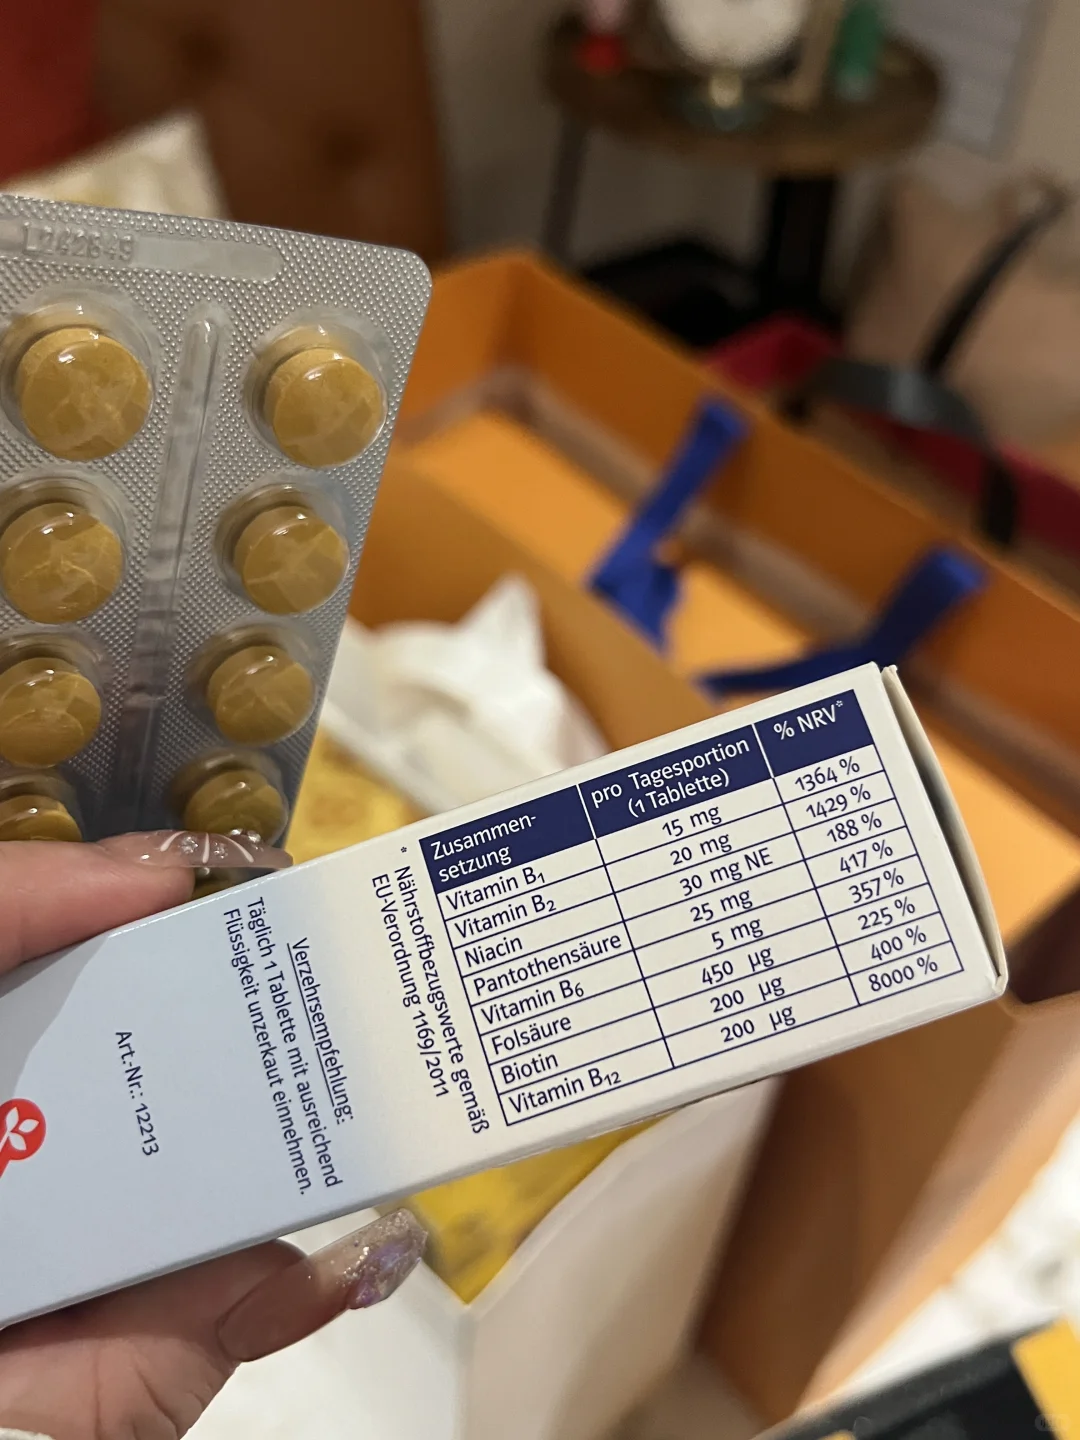 L242649
Zusammen-
setzung
pro Tagesportion
(1 Tablette)
% NRV*
Vitamin B₁ 15 mg 1364 %
Vitamin B₂ 20 mg 1429 %
Niacin 30 mg NE 188 %
Pantothensäure 25 mg 417 %
Vitamin B₆ 5 mg 357 %
Folsäure 450 µg 225 %
Biotin 200 µg 400 %
Vitamin B₁₂ 200 µg 8000 %
* Nährstoffbezugswerte gemäß
EU-Verordnung 1169/2011
Verzehrsempfehlung:
Täglich 1 Tablette mit ausreichend
Flüssigkeit unzerkaut einnehmen.
Art.-Nr.: 12213